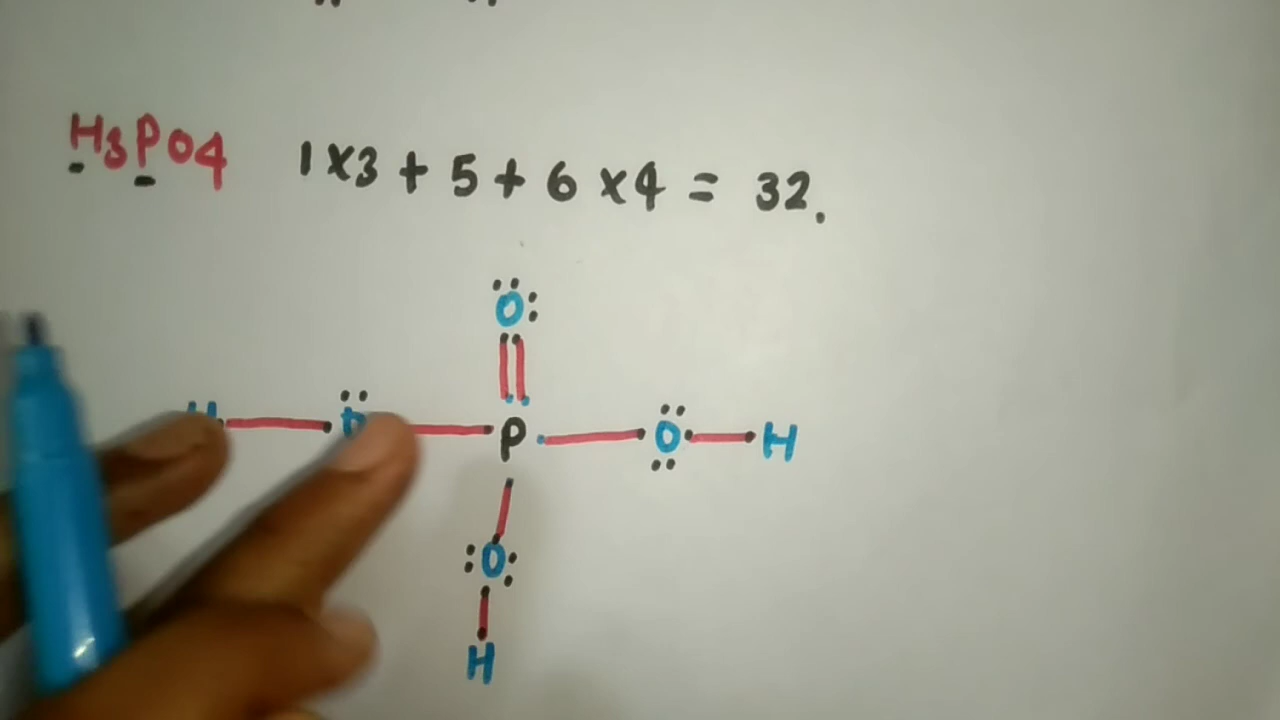 H3PO4 1x3 + 5 + 6 x4 = 32.
O
H O P O H
O
H